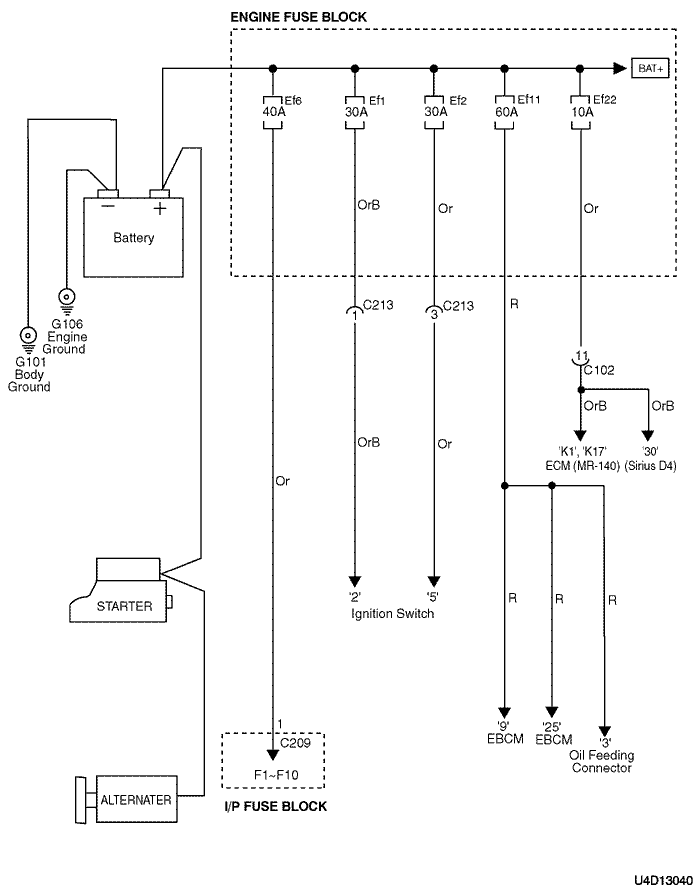 ENGINE FUSE BLOCK
BAT+
Ef6
40A
Ef1
30A
Ef2
30A
Ef11
60A
Ef22
10A
OrB
Or
Or
−
+
Battery
G106
Engine
Ground
G101
Body
Ground
C213
1
C213
3
R
11
C102
OrB
OrB
'K1', 'K17'
ECM (MR-140)
'30'
(Sirius D4)
OrB
Or
Or
STARTER
'2'
'5'
Ignition Switch
R
R
R
'9'
EBCM
'25'
EBCM
'3'
Oil Feeding
Connector
1
C209
F1~F10
I/P FUSE BLOCK
ALTERNATER
U4D13040